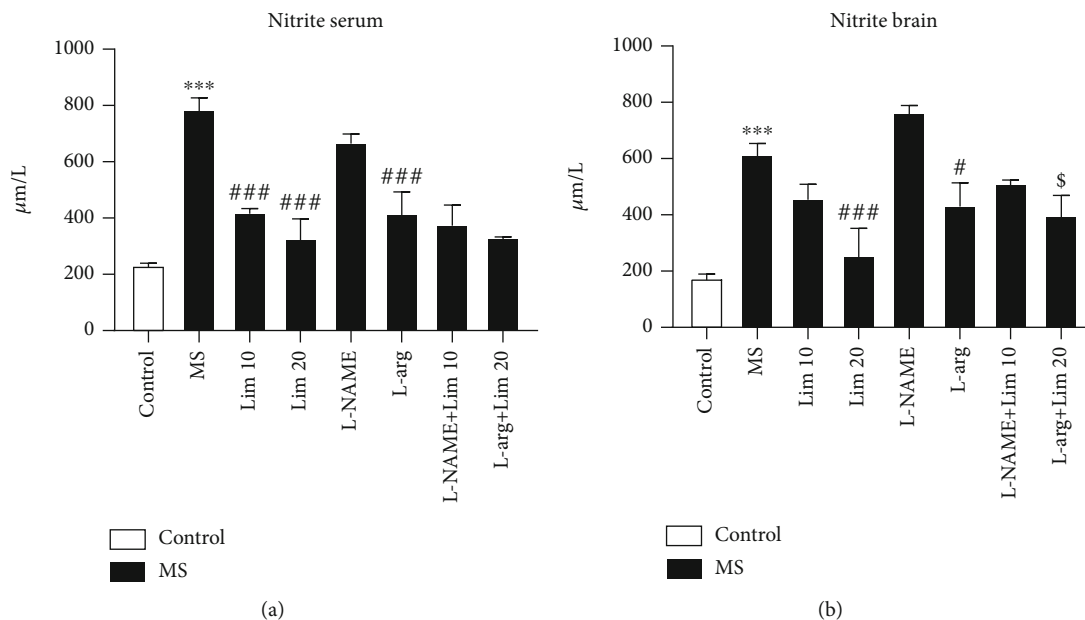 Nitrite serum
1000
800
600
400
200
0
μm/L
***
###
###
###
Control
MS
Lim 10
Lim 20
L-NAME
L-arg
L-NAME+Lim 10
L-arg+Lim 20
Control
MS
(a)
Nitrite brain
1000
800
600
400
200
0
μm/L
***
###
#
$
Control
MS
Lim 10
Lim 20
L-NAME
L-arg
L-NAME+Lim 10
L-arg+Lim 20
Control
MS
(b)